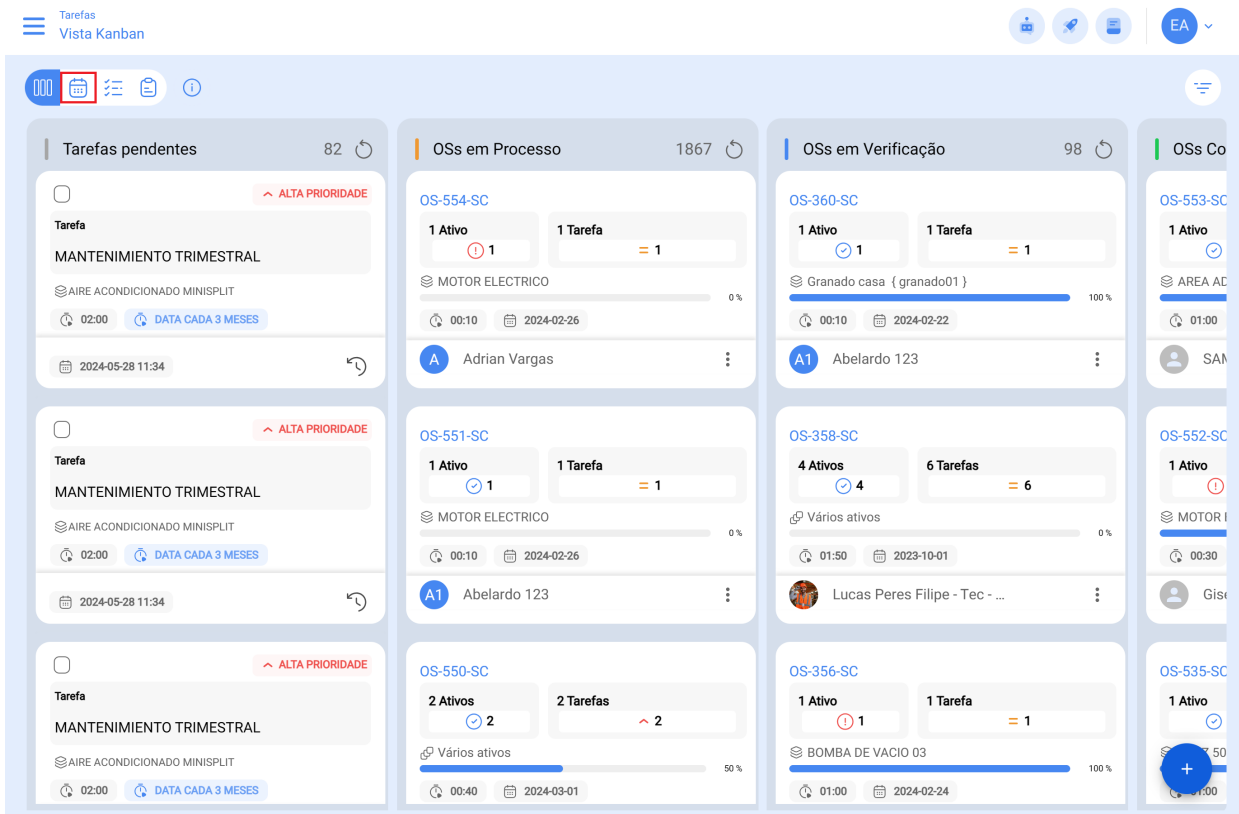 Tarefas
Vista Kanban
EA
Tarefas pendentes 82
ALTA PRIORIDADE
Tarefa
MANTENIMIENTO TRIMESTRAL
AIRE ACONDICIONADO MINISPLIT
02:00 DATA CADA 3 MESES
2024-05-28 11:34
ALTA PRIORIDADE
Tarefa
MANTENIMIENTO TRIMESTRAL
AIRE ACONDICIONADO MINISPLIT
02:00 DATA CADA 3 MESES
2024-05-28 11:34
ALTA PRIORIDADE
Tarefa
MANTENIMIENTO TRIMESTRAL
AIRE ACONDICIONADO MINISPLIT
02:00 DATA CADA 3 MESES
OSs em Processo 1867
OS-554-SC
1 Ativo 1 Tarefa
1 = 1
MOTOR ELECTRICO
0 %
00:10 2024-02-26
A Adrian Vargas
OS-551-SC
1 Ativo 1 Tarefa
1 = 1
MOTOR ELECTRICO
0 %
00:10 2024-02-26
A1 Abelardo 123
OS-550-SC
2 Ativos 2 Tarefas
2 2
Vários ativos
50 %
00:40 2024-03-01
OSs em Verificação 98
OS-360-SC
1 Ativo 1 Tarefa
1 = 1
Granado casa { granado01 }
100 %
00:10 2024-02-22
A1 Abelardo 123
OS-358-SC
4 Ativos 6 Tarefas
4 = 6
Vários ativos
0 %
01:50 2023-10-01
Lucas Peres Filipe - Tec - ...
OS-356-SC
1 Ativo 1 Tarefa
1 = 1
BOMBA DE VACIO 03
100 %
01:00 2024-02-24
OSs Co
OS-553-SC
1 Ativo
AREA AD
01:00
SAM
OS-552-SC
1 Ativo
MOTOR
00:30
Gise
OS-535-SC
1 Ativo
50
:00
+